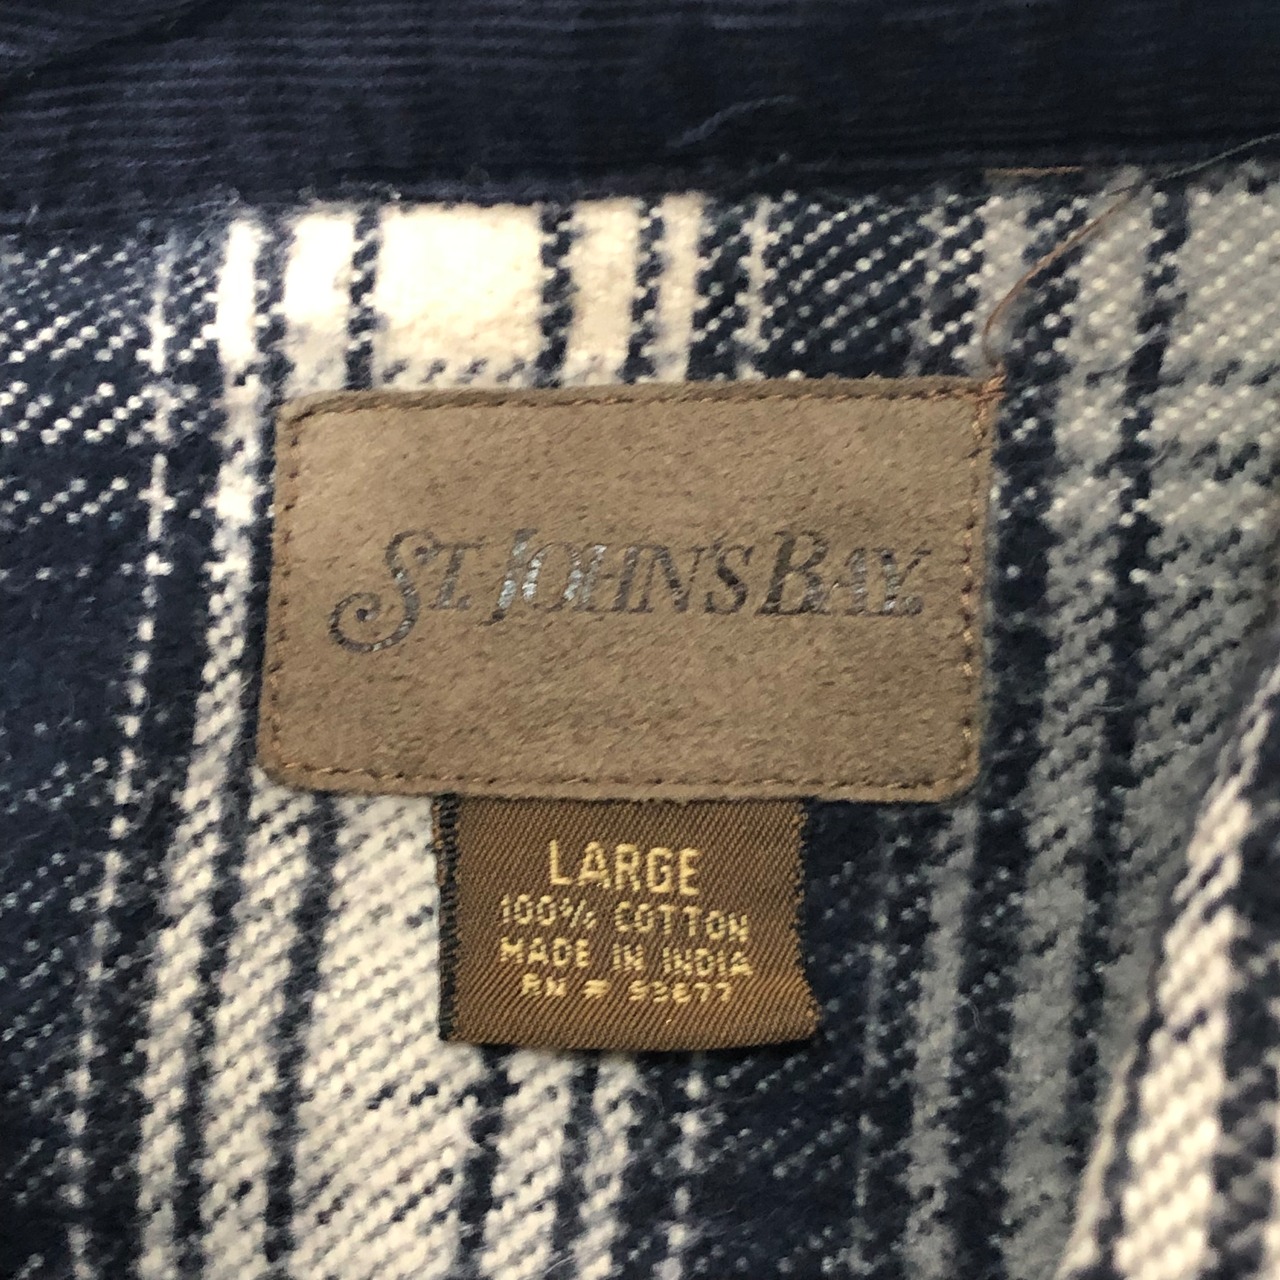 ST. JOHN'S BAY.
LARGE
100% COTTON
MADE IN INDIA
RN # 93677